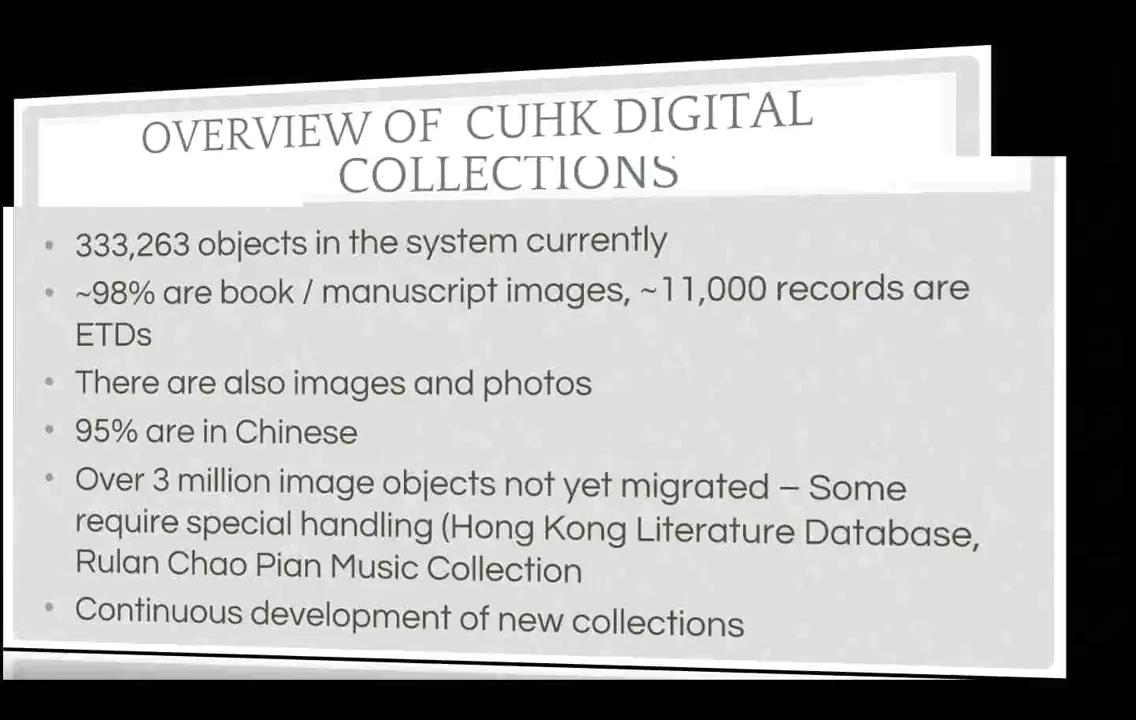 OVERVIEW OF CUHK DIGITAL
COLLECTIONS
• 333,263 objects in the system currently
• ~98% are book / manuscript images, ~11,000 records are
ETDs
• There are also images and photos
• 95% are in Chinese
• Over 3 million image objects not yet migrated – Some
require special handling (Hong Kong Literature Database,
Rulan Chao Pian Music Collection
• Continuous development of new collections